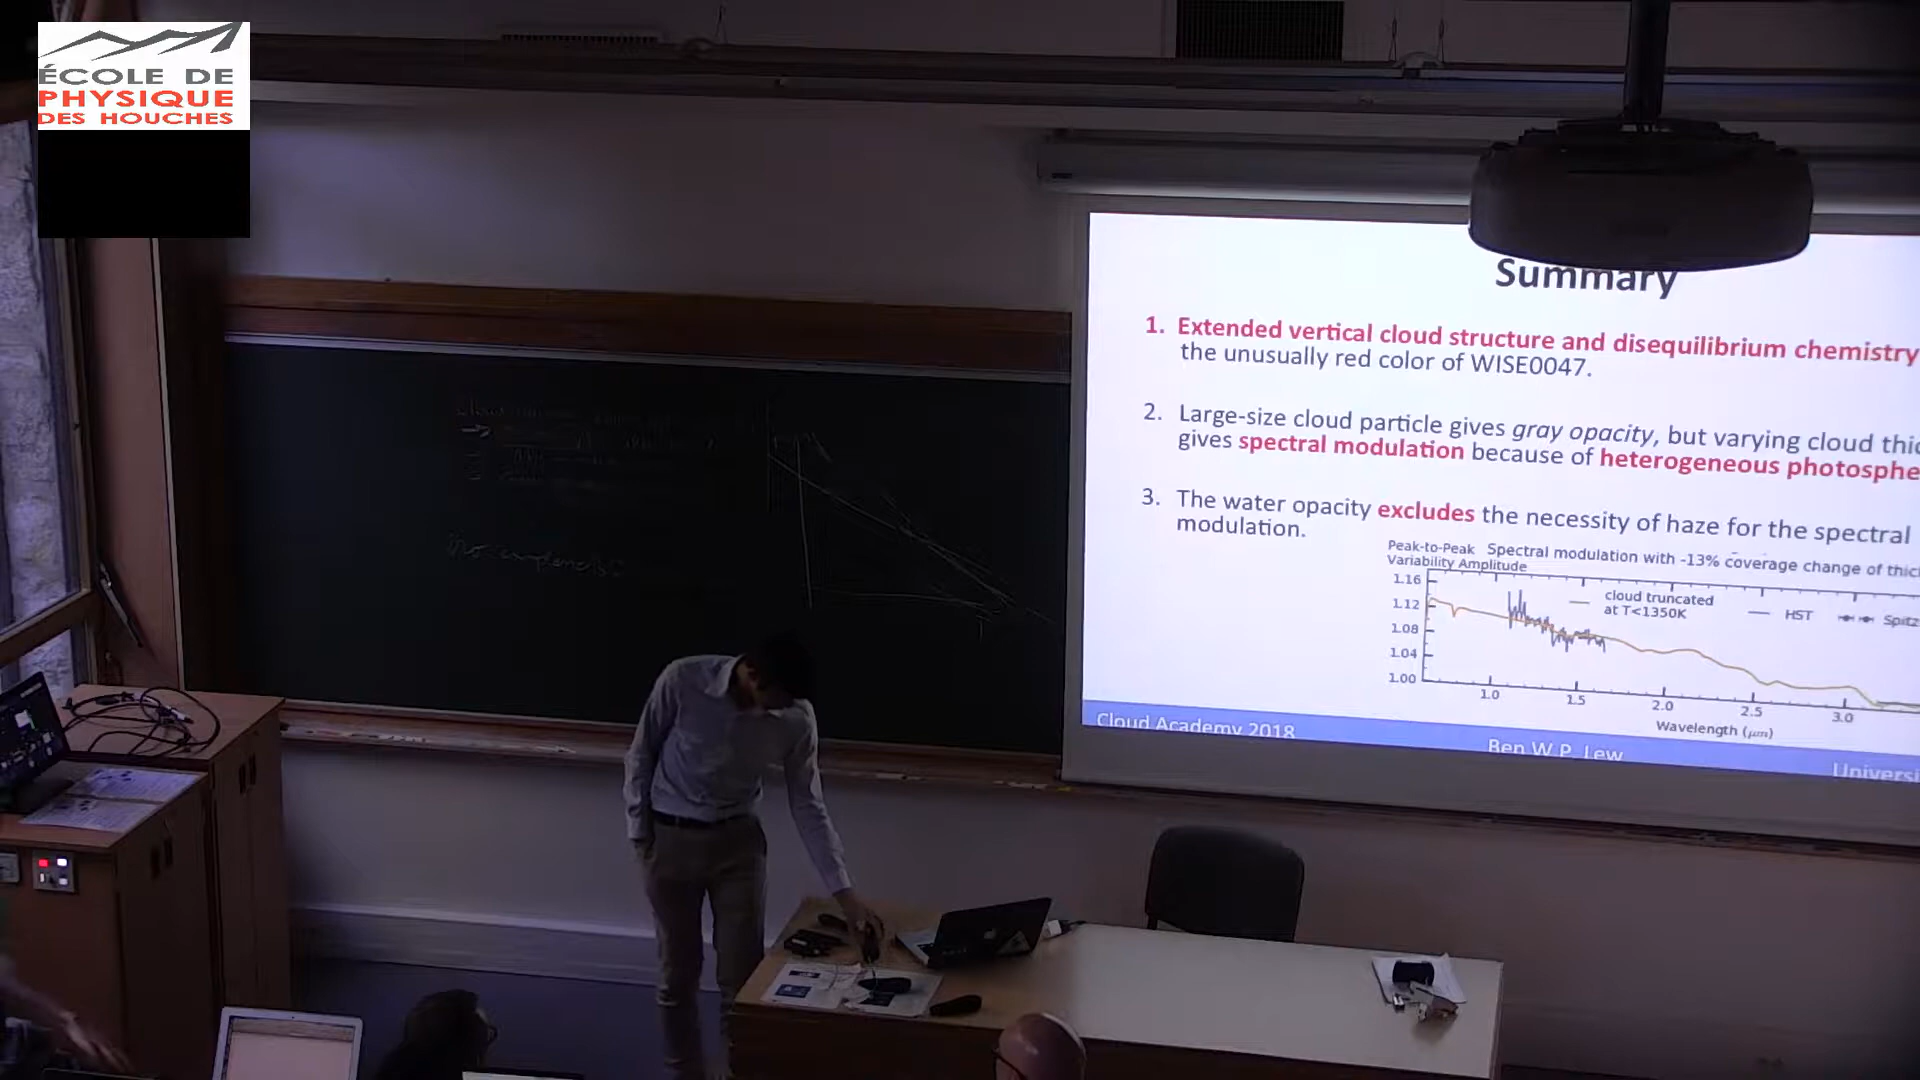 ÉCOLE DE
PHYSIQUE
DES HOUCHES
Summary
1. Extended vertical cloud structure and disequilibrium chemistry
the unusually red color of WISE0047.
2. Large-size cloud particle gives gray opacity, but varying cloud
gives spectral modulation because of heterogeneous
3. The water opacity excludes the necessity of haze for the spectral
modulation.
Peak-to-Peak Spectral modulation with -13% coverage change of
Variability Amplitude
1.16
1.12
1.08
1.04
1.00
cloud truncated
at T<1350K
HST
1.0 1.5 2.0 2.5 3.0
Wavelength (μm)
Cloud Academy 2018
Ben W.P. Lew